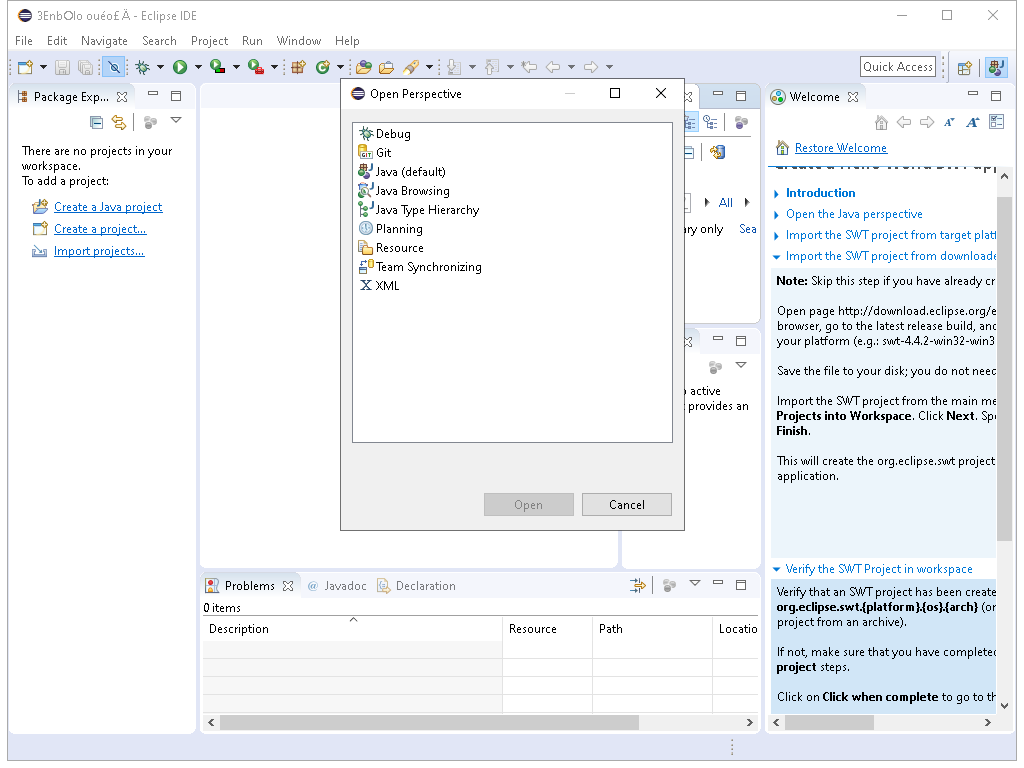 3EnbOlo ouéo£Ä - Eclipse IDE
File Edit Navigate Search Project Run Window Help
Quick Access
Package Exp...
There are no projects in your
workspace.
To add a project:
Create a Java project
Create a project...
Import projects...
Open Perspective
Debug
Git
Java (default)
Java Browsing
Java Type Hierarchy
Planning
Resource
Team Synchronizing
XML
Open Cancel
All
ry only Sea
active
provides an
Welcome
Restore Welcome
Create a Hello World SWT app
Introduction
Open the Java perspective
Import the SWT project from target platf
Import the SWT project from downloade
Note: Skip this step if you have already cr
Open page http://download.eclipse.org/e
browser, go to the latest release build, and
your platform (e.g.: swt-4.4.2-win32-win3
Save the file to your disk; you do not need
Import the SWT project from the main me
Projects into Workspace. Click Next. Spe
Finish.
This will create the org.eclipse.swt project
application.
Verify the SWT Project in workspace
Verify that an SWT project has been create
org.eclipse.swt.{platform}.{os}.{arch} (or
project from an archive).
If not, make sure that you have completed
project steps.
Click on Click when complete to go to th
Problems Javadoc Declaration
0 items
Description Resource Path Locatio